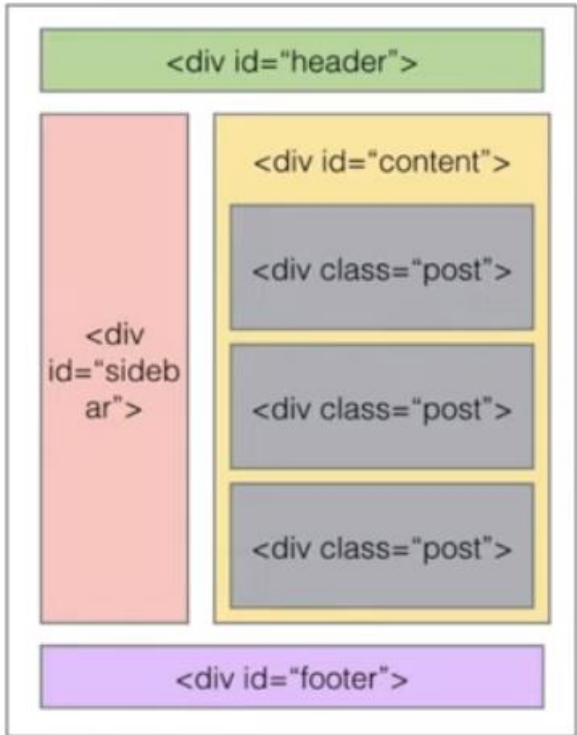 <div id=“header”>
<div
id=“sideb
ar”>
<div id=“content”>
<div class=“post”>
<div class=“post”>
<div class=“post”>
<div id=“footer”>